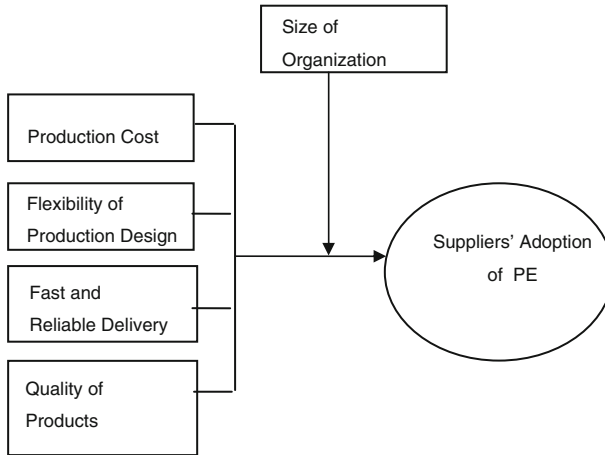 Size of
Organization
Production Cost
Flexibility of
Production Design
Fast and
Reliable Delivery
Quality of
Products
Suppliers' Adoption
of PE